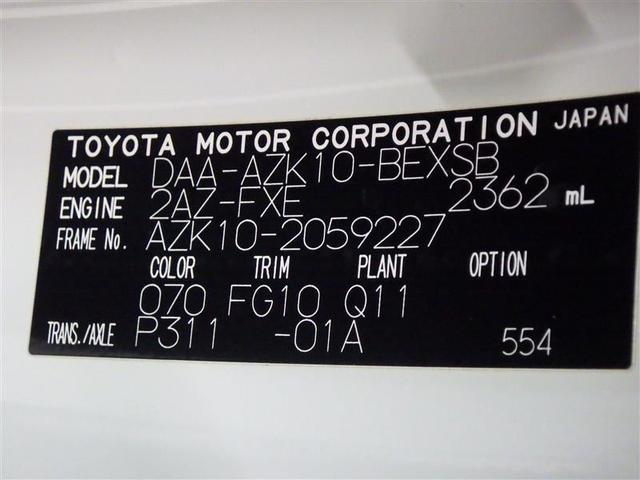 TOYOTA MOTOR CORPORATION JAPAN
MODEL DAA-AZK10-BEXSB
ENGINE 2AZ-FXE 2362 mL
FRAME No. AZK10-2059227
COLOR TRIM PLANT OPTION
070 FG10 Q11
TRANS./AXLE P311 -01A 554